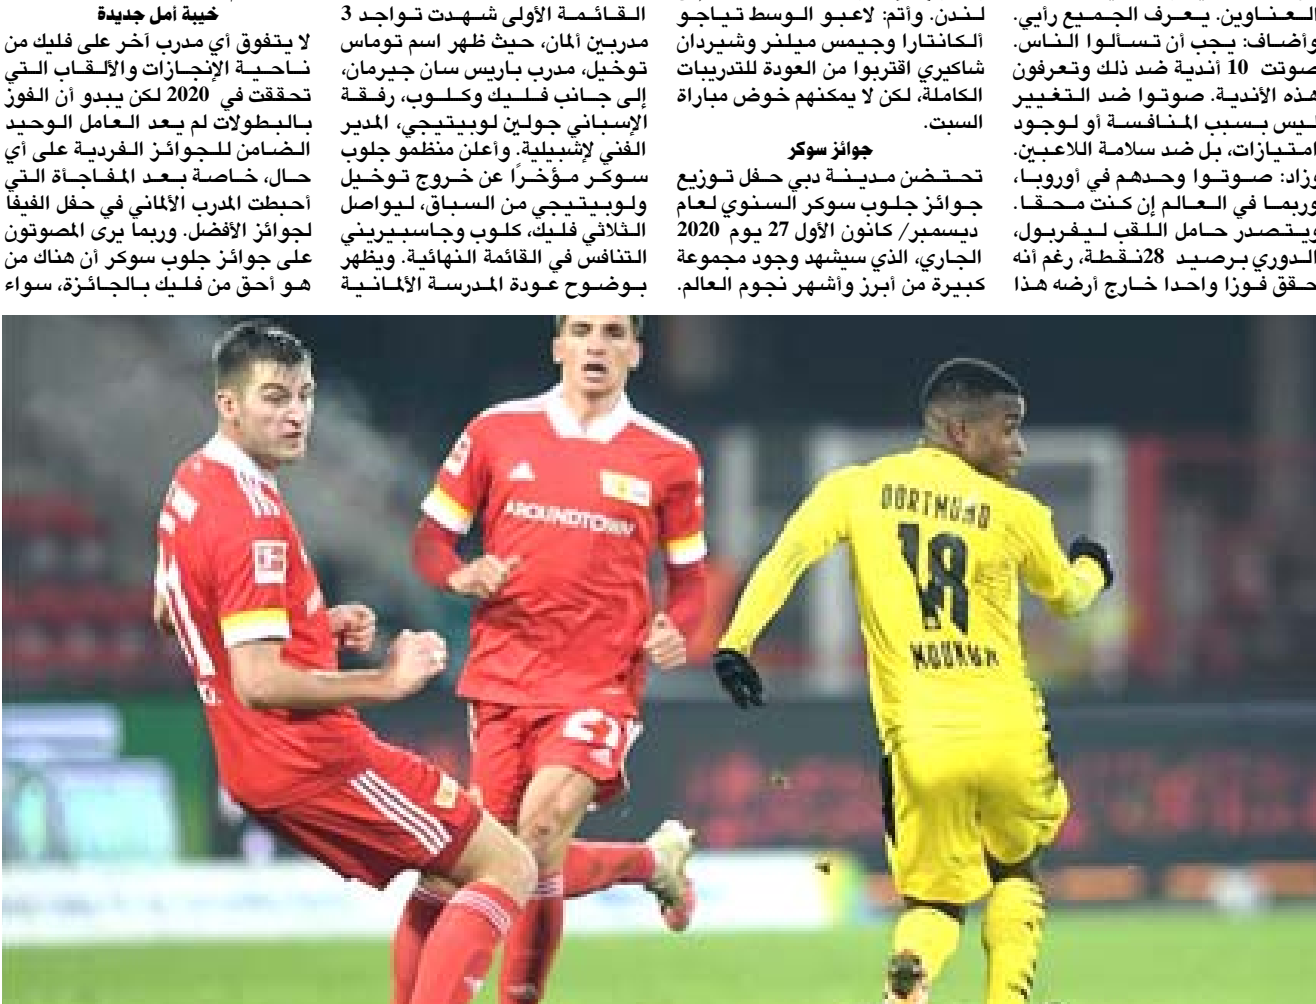 العناوين. يعرف الجميع رأيي.
وأضاف: يجب أن تسألوا الناس.
صوتت 10 أندية ضد ذلك وتعرفون
هذه الأندية. صوتوا ضد التغيير
ليس بسبب المنافسة أو لوجود
امتيازات، بل ضد سلامة اللاعبين.
وزاد: صوتوا وحدهم في أوروبا،
وربما في العالم إن كنت محقا.
ويتصدر حامل اللقب ليفربول،
الدوري برصيد 28نقطة، رغم أنه
حقق فوزا واحدا خارج أرضه هذا
لندن. وأتم: لاعبو الوسط تياجو
ألكانتارا وجيمس ميلنر وشيردان
شاكيري اقتربوا من العودة للتدريبات
الكاملة، لكن لا يمكنهم خوض مباراة
السبت.
جوائز سوكر
تحتضن مدينة دبي حفل توزيع
جوائز جلوب سوكر السنوي لعام
2020 يوم 27 ديسمبر/ كانون الأول
الجاري، الذي سيشهد وجود مجموعة
كبيرة من أبرز وأشهر نجوم العالم.
القائمة الأولى شهدت تواجد 3
مدربين ألمان، حيث ظهر اسم توماس
توخيل، مدرب باريس سان جيرمان،
إلى جانب فليك وكلوب، رفقة
الإسباني جولين لوبيتيجي، المدير
الفني لإشبيلية. وأعلن منظمو جلوب
سوكر مؤخرًا عن خروج توخيل
ولوبيتيجي من السباق، ليواصل
الثلاثي فليك، كلوب وجاسبيريني
التنافس في القائمة النهائية. ويظهر
بوضوح عودة المدرسة الألمانية
خيبة أمل جديدة
لا يتفوق أي مدرب آخر على فليك من
ناحية الإنجازات والألقاب التي
تحققت في 2020 لكن يبدو أن الفوز
بالبطولات لم يعد العامل الوحيد
الضامن للجوائز الفردية على أي
حال، خاصة بعد المفاجأة التي
أحبطت المدرب الألماني في حفل الفيفا
لجوائز الأفضل. وربما يرى المصوتون
على جوائز جلوب سوكر أن هناك من
هو أحق من فليك بالجائزة، سواء
AROUNDTOWN
DORTMUND
18